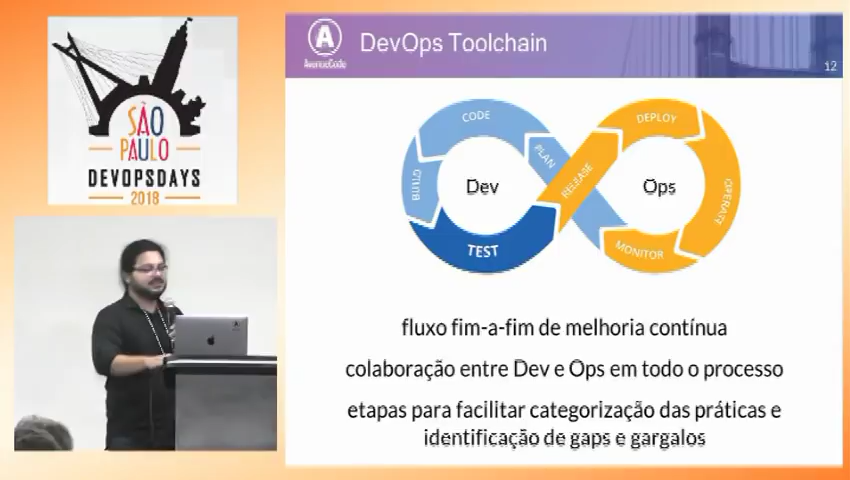 SÃO
PAULO
DEVOPSDAYS
2018
AvenueCode
DevOps Toolchain
12
CODE
BUILD
PLAN
TEST
RELEASE
DEPLOY
OPERATE
MONITOR
Dev
Ops
fluxo fim-a-fim de melhoria contínua
colaboração entre Dev e Ops em todo o processo
etapas para facilitar categorização das práticas e
identificação de gaps e gargalos